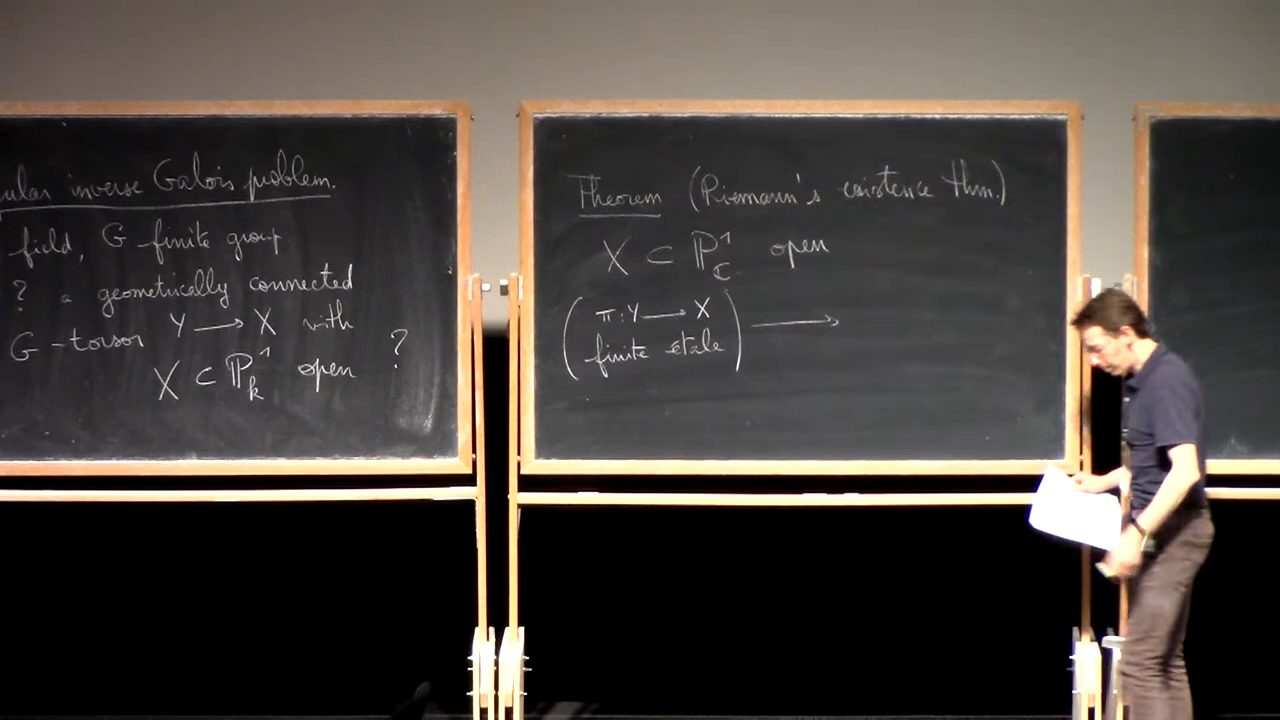 ular inverse Galois problem.
field, G finite group.
? a geometrically connected
G-torsor Y → X with
X ⊂ ℙ¹_k open ?
Theorem (Riemann's existence thm.)
X ⊂ ℙ¹_ℂ open
( π: Y → X
finite étale ) →